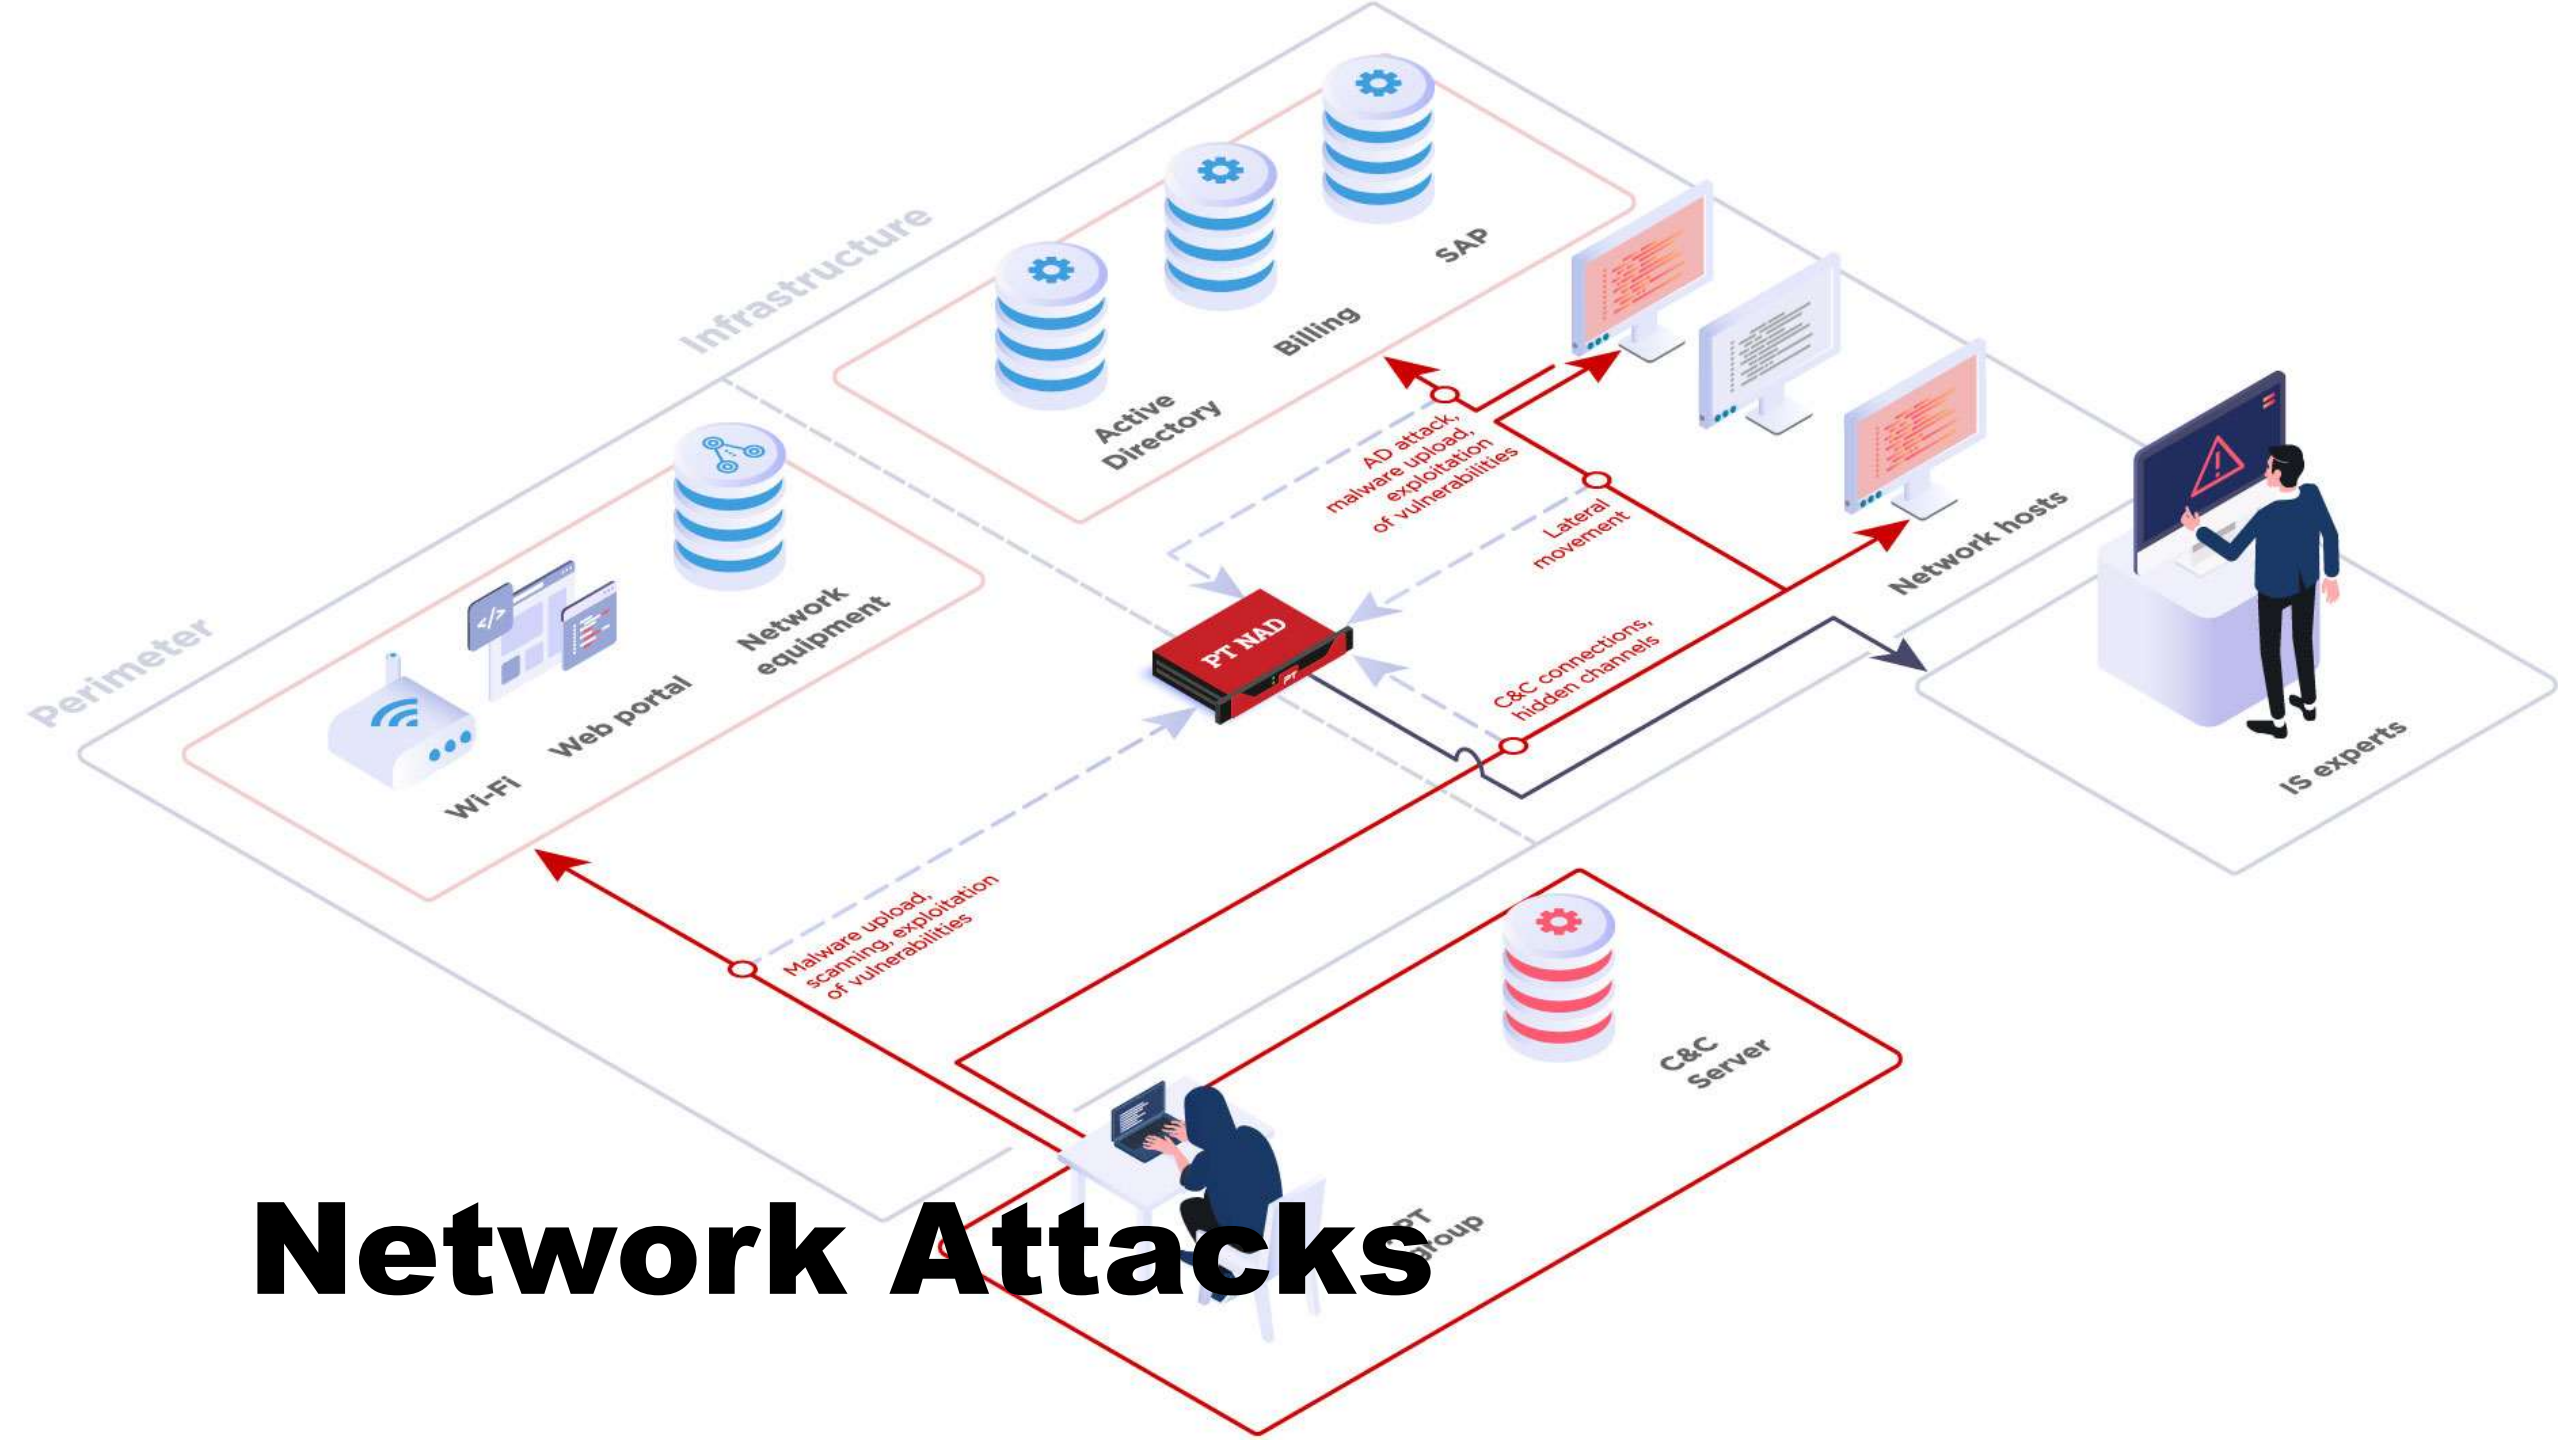 Infrastructure
SAP
Billing
Active
Directory
Perimeter
Network
equipment
Web portal
Wi-Fi
AD attack,
malware upload,
exploitation
of vulnerabilities
Lateral
movement
Network hosts
PT NAD
PT
C&C connections,
hidden channels
IS experts
Malware upload,
scanning, exploitation
of vulnerabilities
C&C
Server
group
Network Attacks